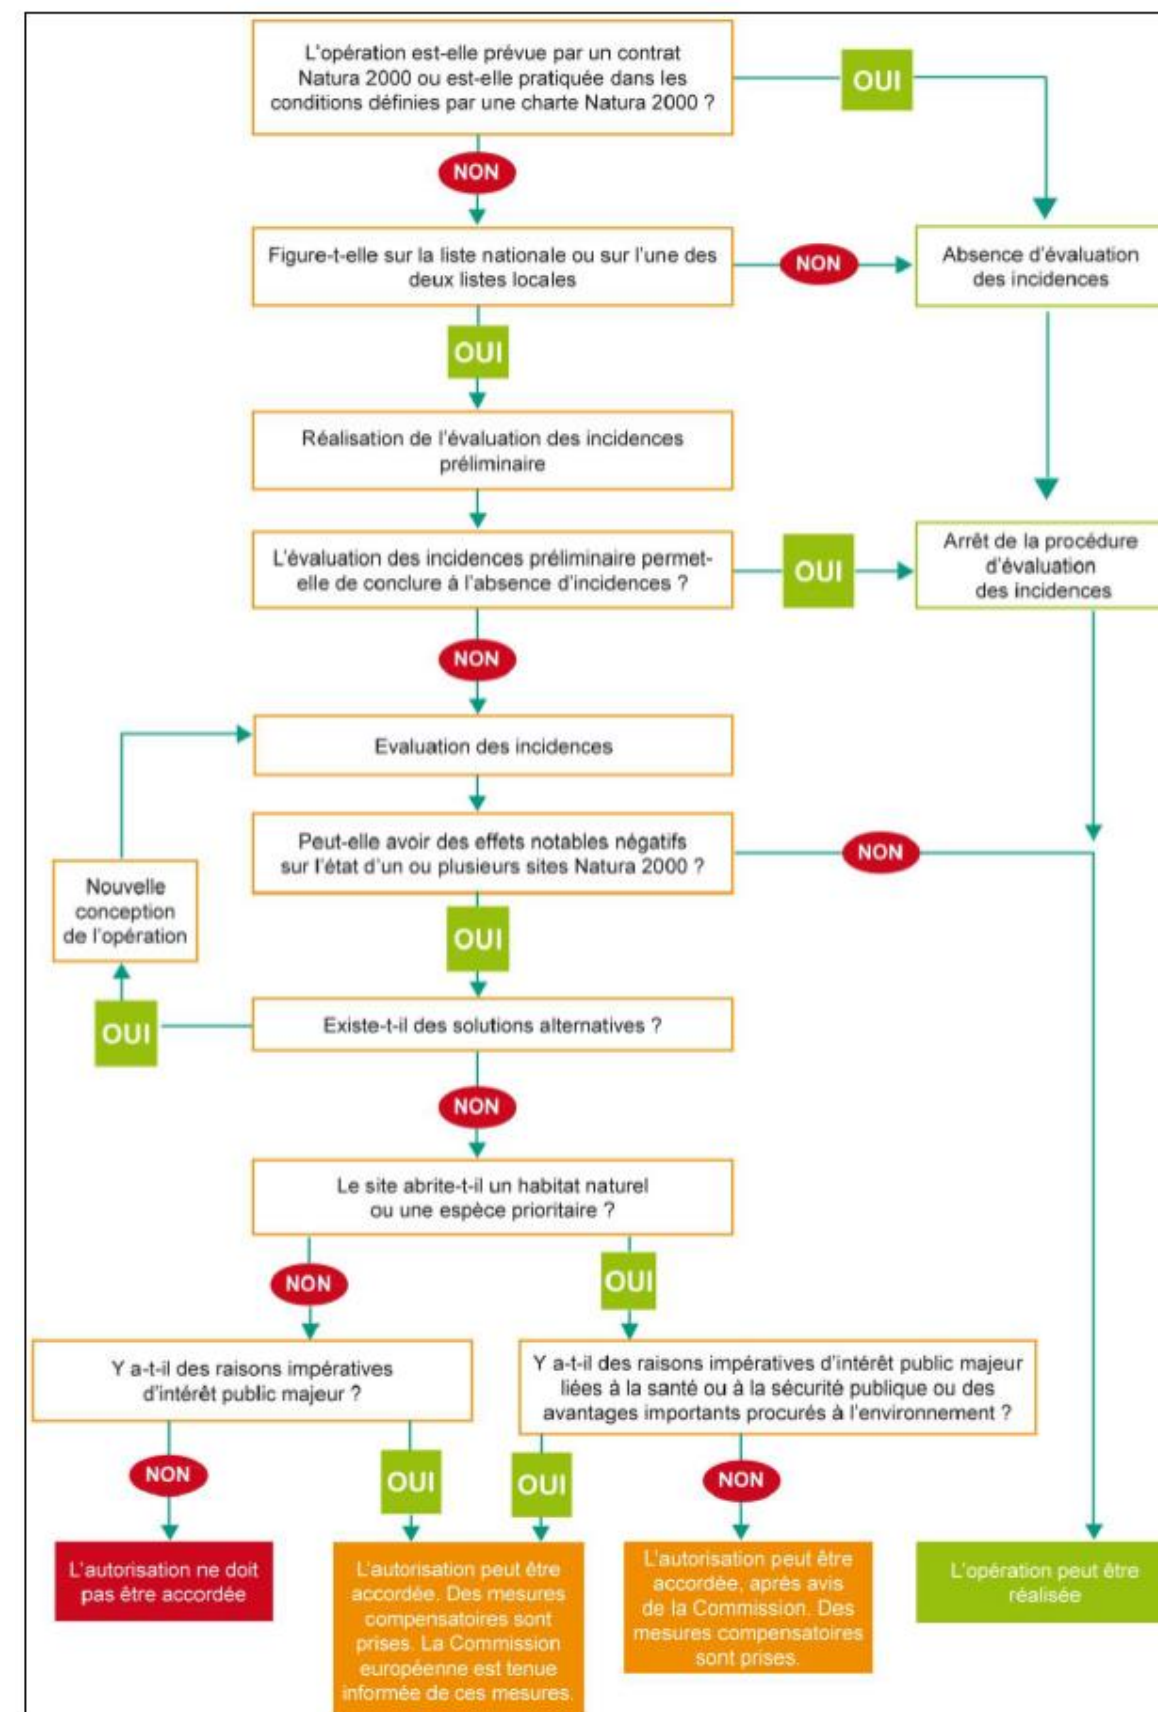 L'opération est-elle prévue par un contrat
Natura 2000 ou est-elle pratiquée dans les
conditions définies par une charte Natura 2000 ?
OUI
NON
Figure-t-elle sur la liste nationale ou sur l'une des
deux listes locales
NON
Absence d'évaluation
des incidences
OUI
Réalisation de l'évaluation des incidences
préliminaire
L'évaluation des incidences préliminaire permet-
elle de conclure à l'absence d'incidences ?
OUI
Arrêt de la procédure
d'évaluation
des incidences
NON
Evaluation des incidences
Peut-elle avoir des effets notables négatifs
sur l'état d'un ou plusieurs sites Natura 2000 ?
NON
Nouvelle
conception
de l'opération
OUI
Existe-t-il des solutions alternatives ?
OUI
NON
Le site abrite-t-il un habitat naturel
ou une espèce prioritaire ?
NON
OUI
Y a-t-il des raisons impératives
d'intérêt public majeur ?
Y a-t-il des raisons impératives d'intérêt public majeur
liées à la santé ou à la sécurité publique ou des
avantages importants procurés à l'environnement ?
NON
OUI
OUI
NON
L'autorisation ne doit
pas être accordée
L'autorisation peut être
accordée. Des mesures
compensatoires sont
prises. La Commission
européenne est tenue
informée de ces mesures.
L'autorisation peut être
accordée, après avis
de la Commission. Des
mesures compensatoires
sont prises.
L'opération peut être
réalisée